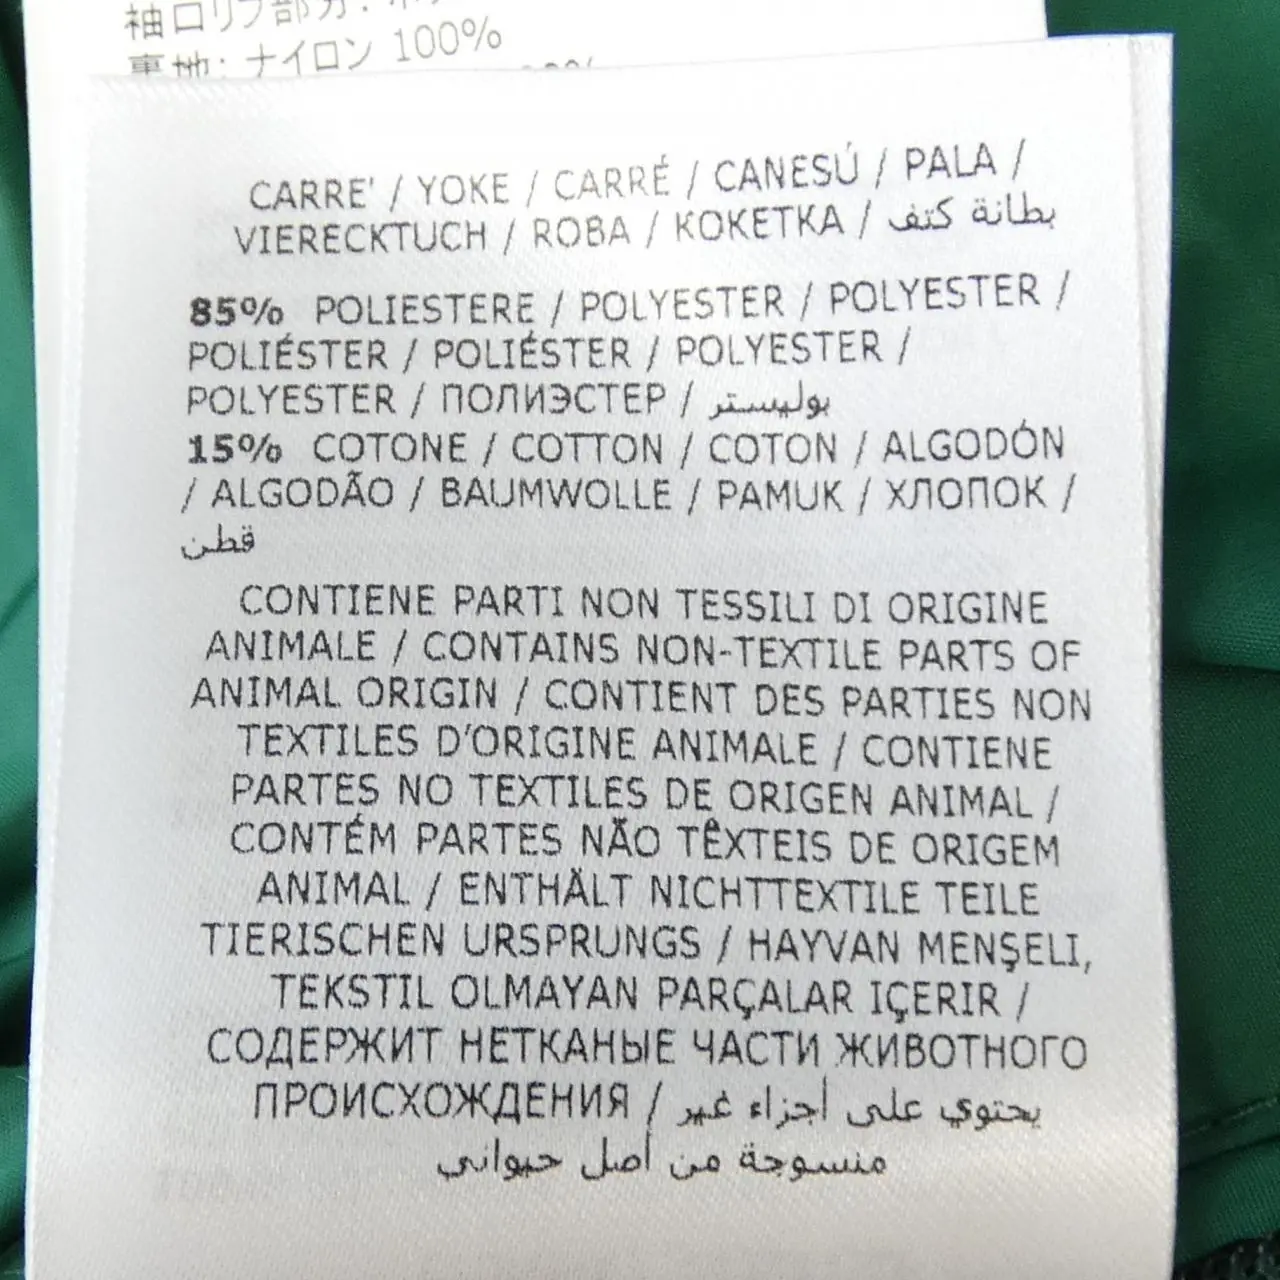 袖口リブ部分:
裏地: ナイロン 100%
CARRE' / YOKE / CARRÉ / CANESÚ / PALA /
VIERECKTUCH / ROBA / КОКЕТКА / بطانة كتف
85% POLIESTERE / POLYESTER / POLYESTER /
POLIÉSTER / POLIÉSTER / POLYESTER /
POLYESTER / ПОЛИЭСТЕР / بوليستر
15% COTONE / COTTON / COTON / ALGODÓN
/ ALGODÃO / BAUMWOLLE / PAMUK / ХЛОПОК /
قطن
CONTIENE PARTI NON TESSILI DI ORIGINE
ANIMALE / CONTAINS NON-TEXTILE PARTS OF
ANIMAL ORIGIN / CONTIENT DES PARTIES NON
TEXTILES D'ORIGINE ANIMALE / CONTIENE
PARTES NO TEXTILES DE ORIGEN ANIMAL /
CONTÉM PARTES NÃO TÊXTEIS DE ORIGEM
ANIMAL / ENTHÄLT NICHTTEXTILE TEILE
TIERISCHEN URSPRUNGS / HAYVAN MENŞELI,
TEKSTIL OLMAYAN PARÇALAR IÇERIR /
СОДЕРЖИТ НЕТКАНЫЕ ЧАСТИ ЖИВОТНОГО
ПРОИСХОЖДЕНИЯ / يحتوي على أجزاء غير
منسوجة من أصل حيواني